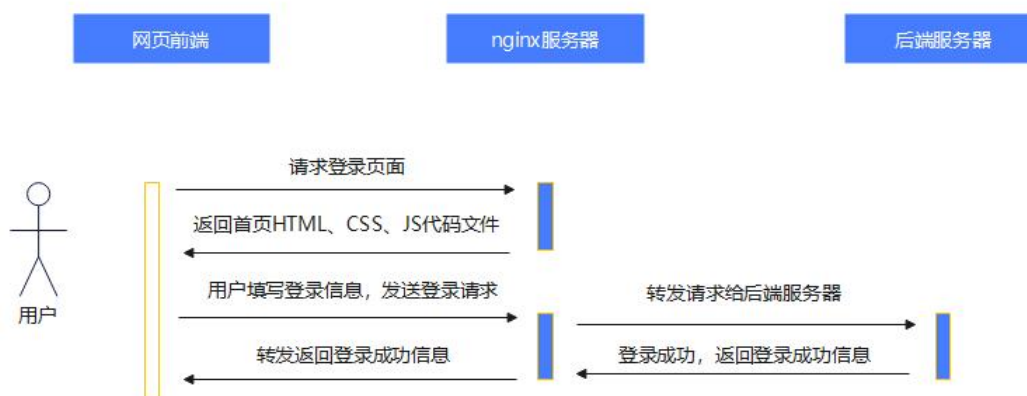 网页前端
nginx服务器
后端服务器
请求登录页面
返回首页HTML、CSS、JS代码文件
用户填写登录信息，发送登录请求
转发请求给后端服务器
用户
转发返回登录成功信息
登录成功，返回登录成功信息